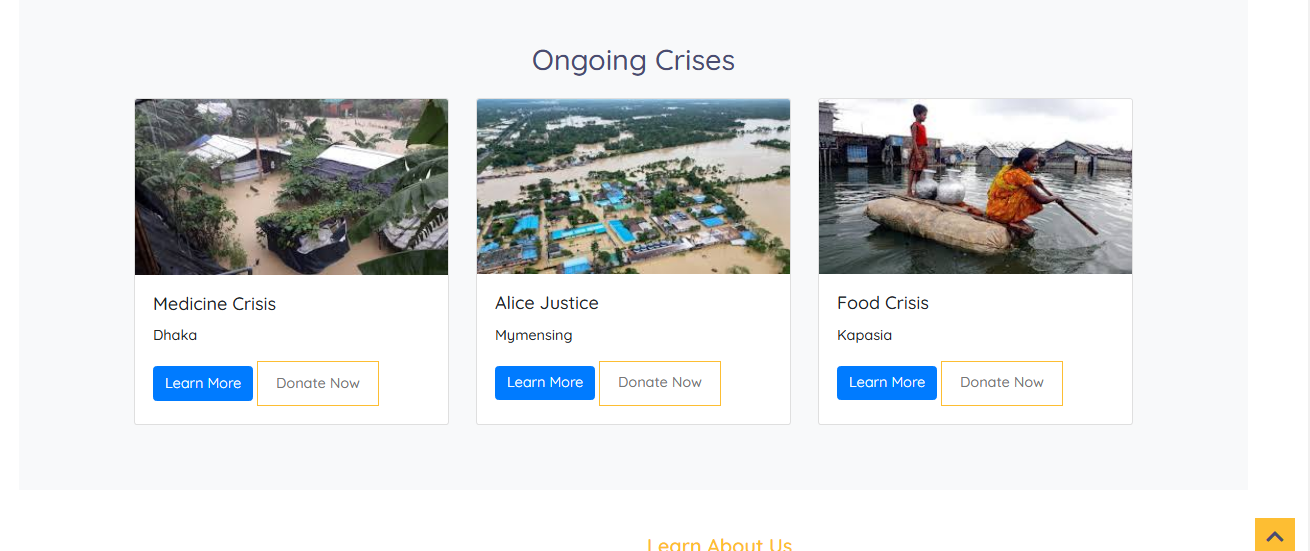 Ongoing Crises
Medicine Crisis
Dhaka
Learn More Donate Now
Alice Justice
Mymensing
Learn More Donate Now
Food Crisis
Kapasia
Learn More Donate Now
Learn About Us